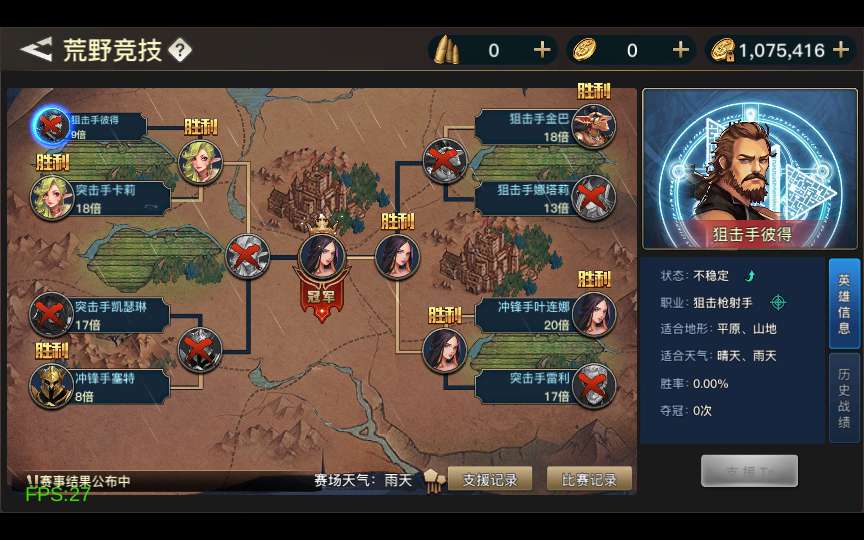 荒野竞技 ?
0
0
1,075,416
狙击手彼得
9倍
胜利
胜利
突击手卡莉
18倍
突击手凯瑟琳
17倍
胜利
冲锋手塞特
8倍
冠军
胜利
胜利
狙击手金巴
18倍
狙击手娜塔莉
13倍
胜利
冲锋手叶连娜
20倍
胜利
突击手雷利
17倍
狙击手彼得
状态: 不稳定
职业: 狙击枪射手
适合地形: 平原、山地
适合天气: 晴天、雨天
胜率: 0.00%
夺冠: 0次
英雄信息
历史战绩
赛事结果公布中
FPS:27
赛场天气: 雨天
支援记录
比赛记录
支援